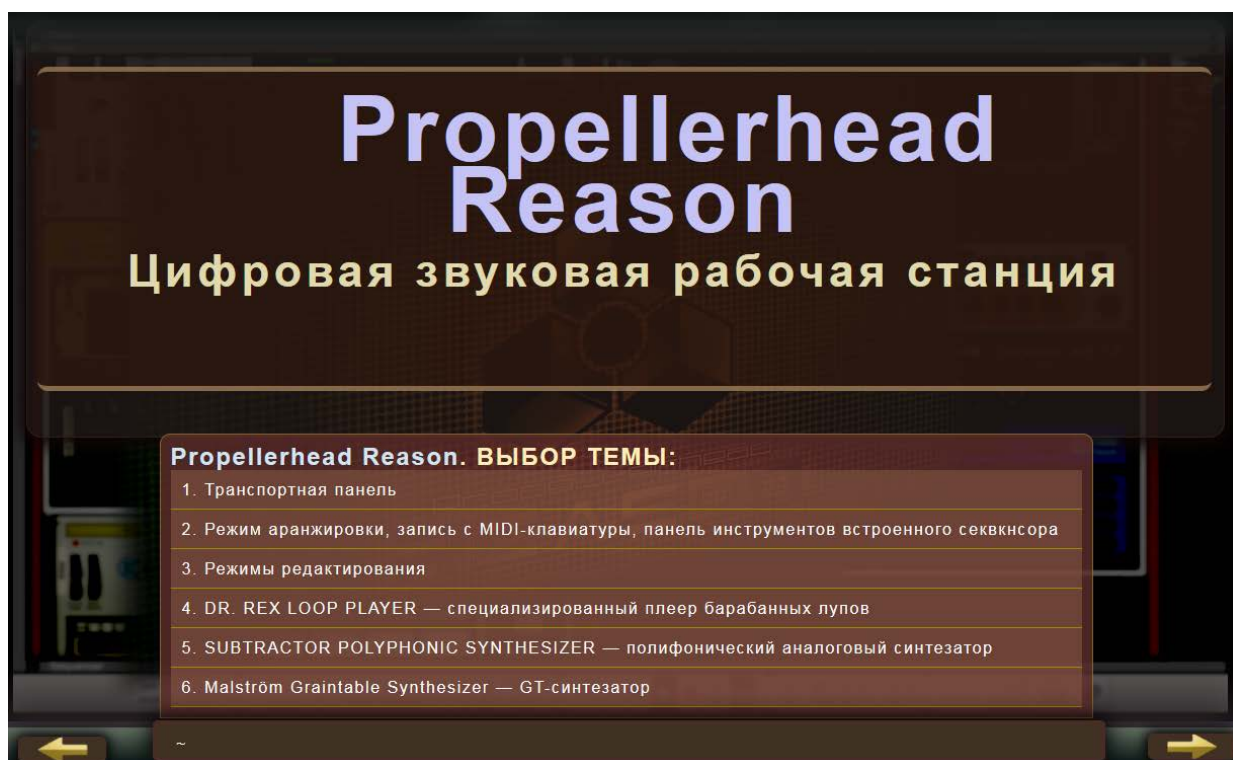 Propellerhead
Reason
Цифровая звуковая рабочая станция
Propellerhead Reason. ВЫБОР ТЕМЫ:
1. Транспортная панель
2. Режим аранжировки, запись с MIDI-клавиатуры, панель инструментов встроенного секвкнсора
3. Режимы редактирования
4. DR. REX LOOP PLAYER — специализированный плеер барабанных лупов
5. SUBTRACTOR POLYPHONIC SYNTHESIZER — полифонический аналоговый синтезатор
6. Malström Graintable Synthesizer — GT-синтезатор
~